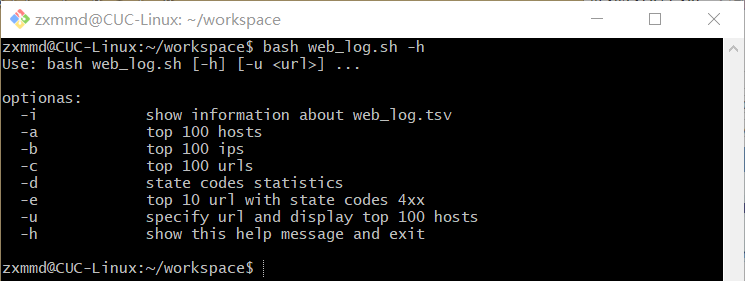 zxmmd@CUC-Linux: ~/workspace
zxmmd@CUC-Linux:~/workspace$ bash web_log.sh -h
Use: bash web_log.sh [-h] [-u <url>] ...
optionas:
-i show information about web_log.tsv
-a top 100 hosts
-b top 100 ips
-c top 100 urls
-d state codes statistics
-e top 10 url with state codes 4xx
-u specify url and display top 100 hosts
-h show this help message and exit
zxmmd@CUC-Linux:~/workspace$